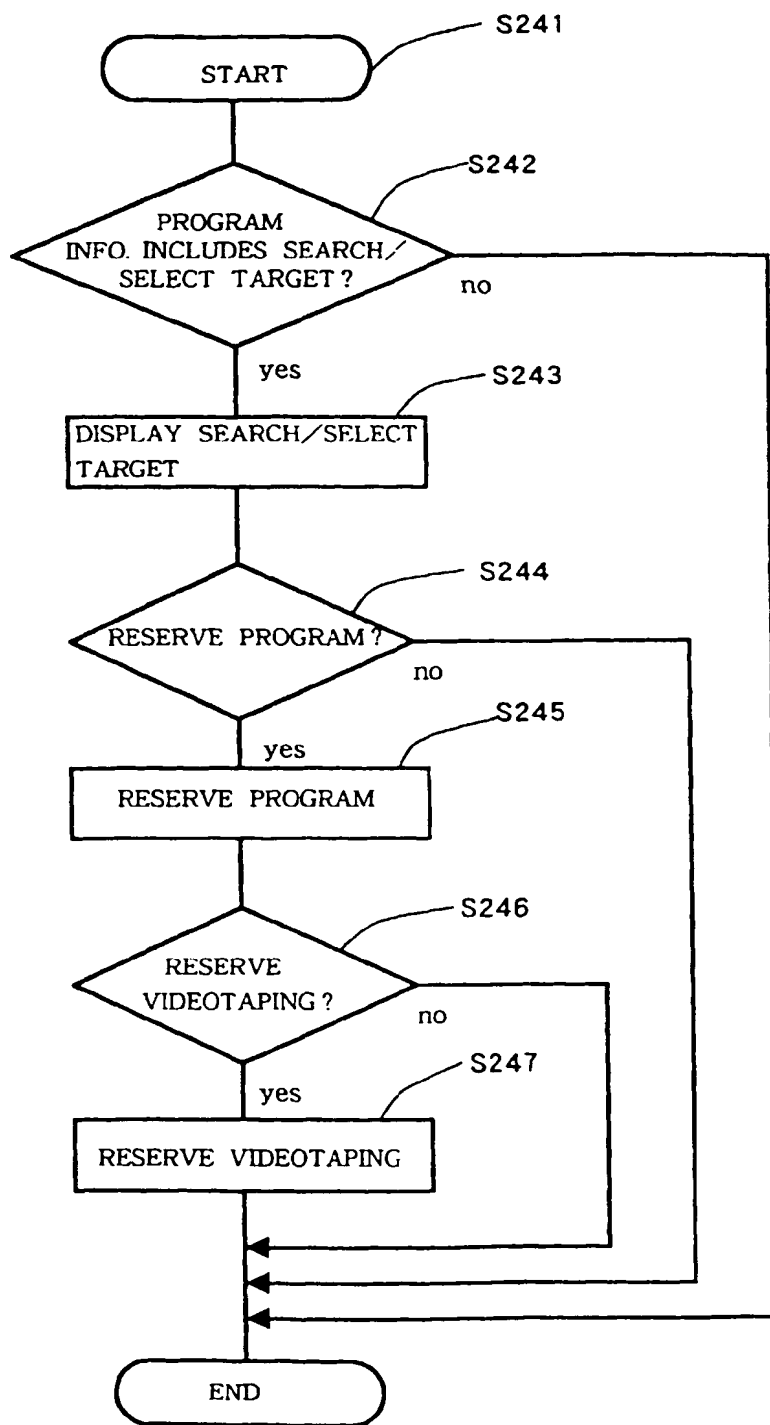 S241
START
S242
PROGRAM
INFO. INCLUDES SEARCH/
SELECT TARGET?
no
yes
S243
DISPLAY SEARCH/SELECT
TARGET
S244
RESERVE PROGRAM?
no
S245
yes
RESERVE PROGRAM
S246
RESERVE
VIDEOTAPING?
no
S247
yes
RESERVE VIDEOTAPING
END